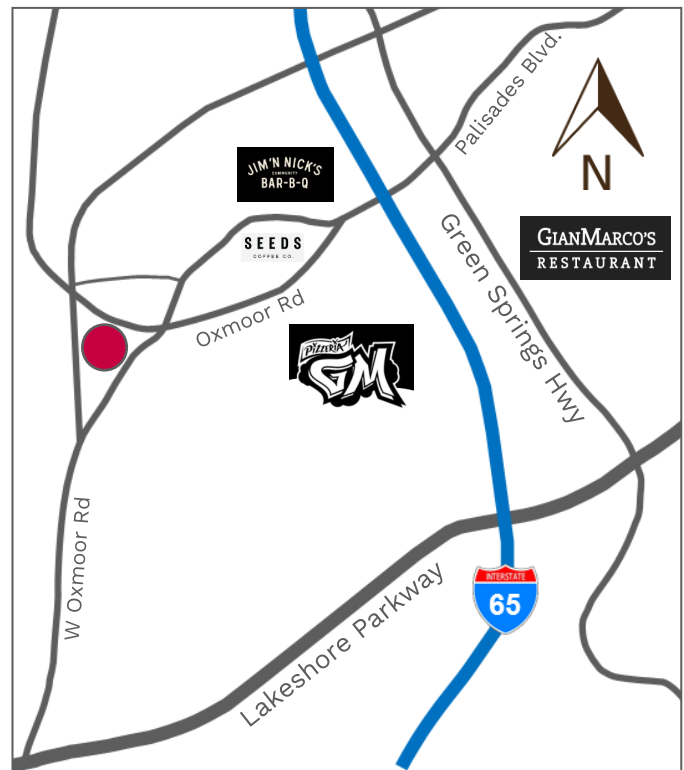 Palisades Blvd.
JIM'N NICK'S
COMMUNITY
BAR-B-Q
N
SEEDS
COFFEE CO.
Green Springs Hwy
GIANMARCO'S
RESTAURANT
Oxmoor Rd
PIZZERIA
GM
W Oxmoor Rd
Lakeshore Parkway
INTERSTATE
65